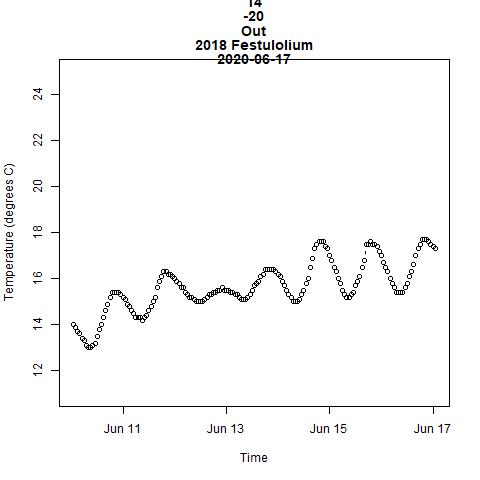 14
-20
Out
2018 Festulolium
2020-06-17
24
22
20
18
16
14
12
Temperature (degrees C)
Jun 11
Jun 13
Jun 15
Jun 17
Time